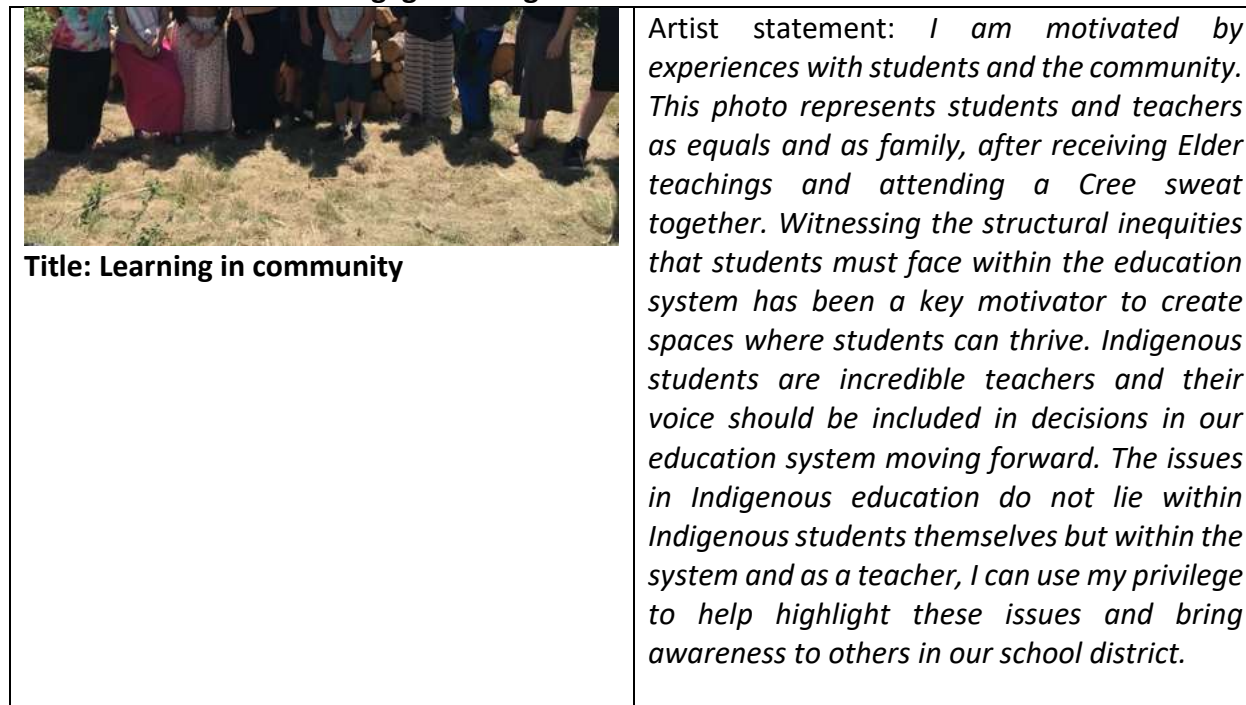 Title: Learning in community
Artist statement: I am motivated by
experiences with students and the community.
This photo represents students and teachers
as equals and as family, after receiving Elder
teachings and attending a Cree sweat
together. Witnessing the structural inequities
that students must face within the education
system has been a key motivator to create
spaces where students can thrive. Indigenous
students are incredible teachers and their
voice should be included in decisions in our
education system moving forward. The issues
in Indigenous education do not lie within
Indigenous students themselves but within the
system and as a teacher, I can use my privilege
to help highlight these issues and bring
awareness to others in our school district.